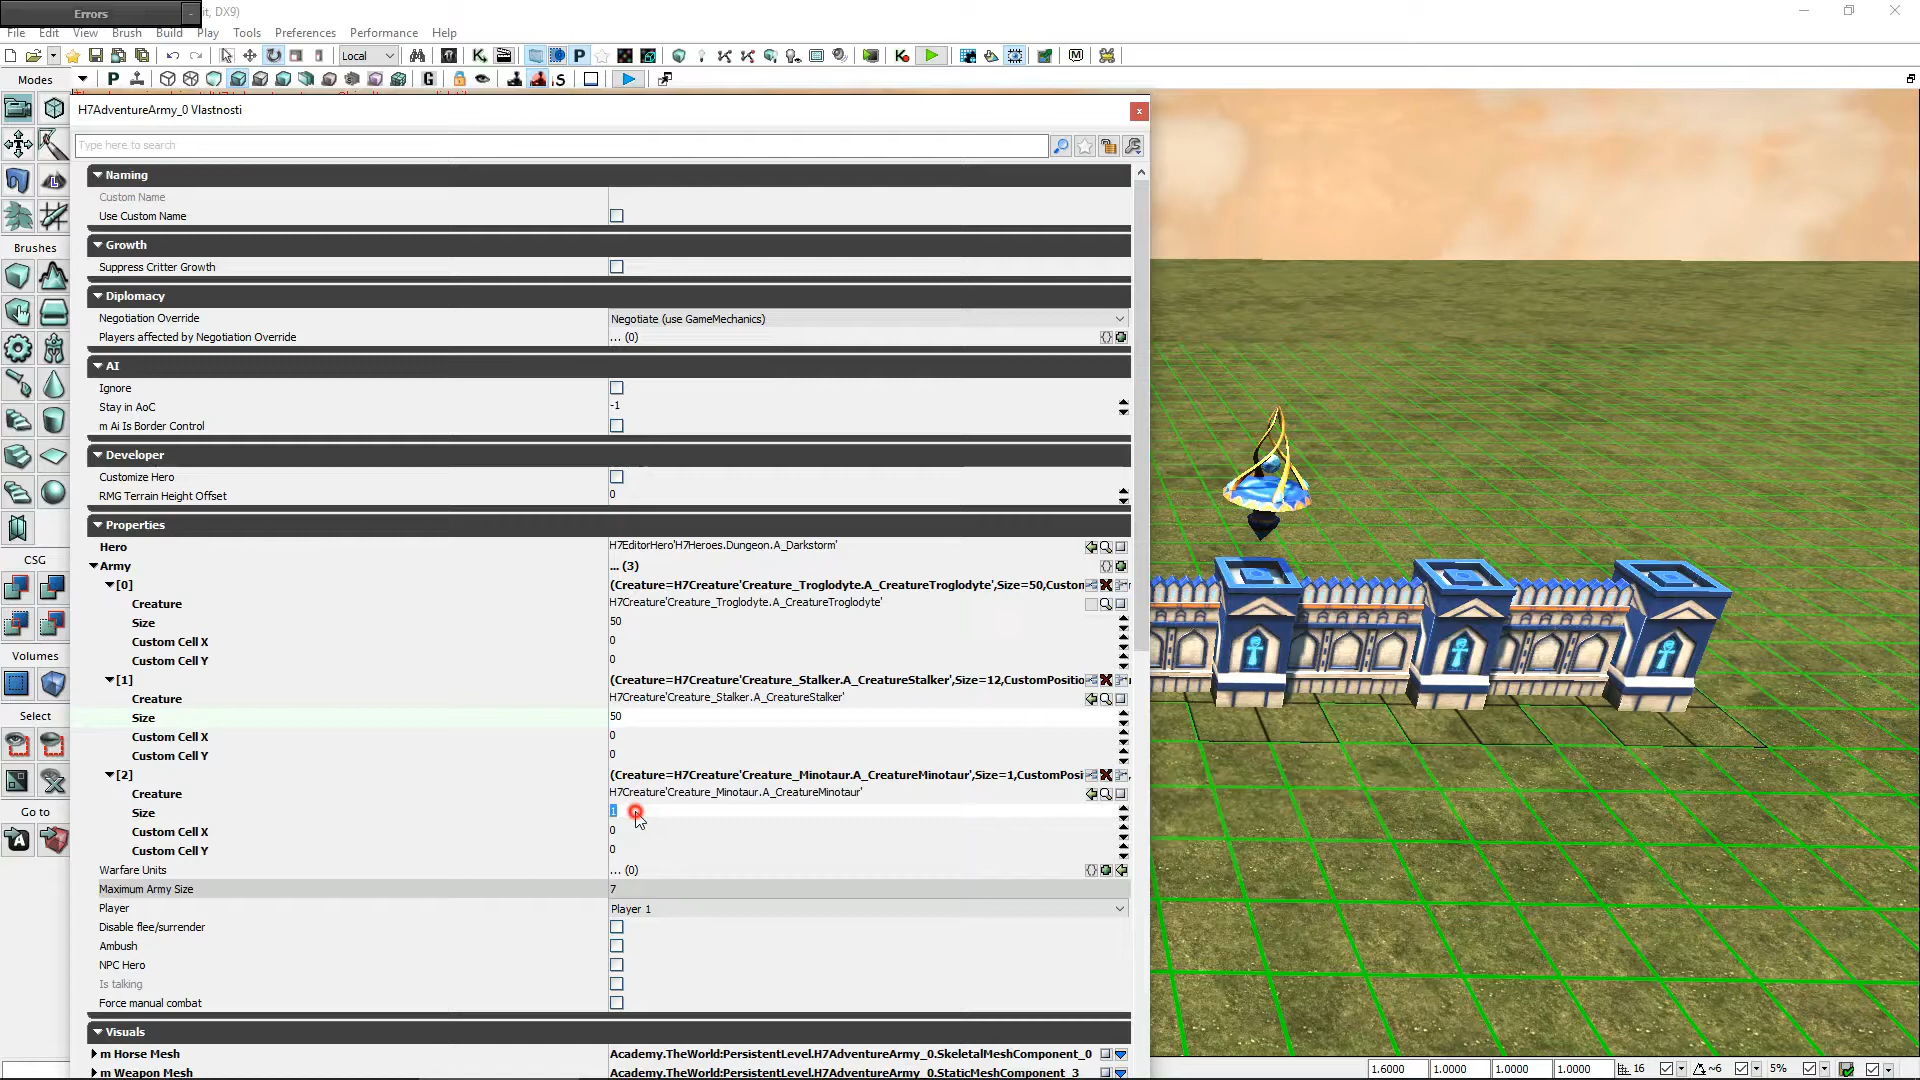 Errors
-
it, DX9)
File Edit View Brush Build Play Tools Preferences Performance Help
Local
Modes
H7AdventureArmy_0 Vlastnosti
x
Type here to search
Naming
Custom Name
Use Custom Name
Growth
Suppress Critter Growth
Diplomacy
Negotiation Override Negotiate (use GameMechanics)
Players affected by Negotiation Override ... (0)
AI
Ignore
Stay in AoC -1
m Ai Is Border Control
Developer
Customize Hero
RMG Terrain Height Offset 0
Properties
Hero H7EditorHero'H7Heroes.Dungeon.A_Darkstorm'
Army ... (3)
[0] (Creature=H7Creature'Creature_Troglodyte.A_CreatureTroglodyte',Size=50,Custom
Creature H7Creature'Creature_Troglodyte.A_CreatureTroglodyte'
Size 50
Custom Cell X 0
Custom Cell Y 0
[1] (Creature=H7Creature'Creature_Stalker.A_CreatureStalker',Size=12,CustomPositio
Creature H7Creature'Creature_Stalker.A_CreatureStalker'
Size 50
Custom Cell X 0
Custom Cell Y 0
[2] (Creature=H7Creature'Creature_Minotaur.A_CreatureMinotaur',Size=1,CustomPosi
Creature H7Creature'Creature_Minotaur.A_CreatureMinotaur'
Size 1
Custom Cell X 0
Custom Cell Y 0
Warfare Units ... (0)
Maximum Army Size 7
Player Player 1
Disable flee/surrender
Ambush
NPC Hero
Is talking
Force manual combat
Visuals
m Horse Mesh Academy.TheWorld:PersistentLevel.H7AdventureArmy_0.SkeletalMeshComponent_0
m Weapon Mesh Academy.TheWorld:PersistentLevel.H7AdventureArmy_0.StaticMeshComponent_3
Brushes
CSG
Volumes
Select
Go to
1.6000 1.0000 1.0000 1.0000 16 ~6 5%